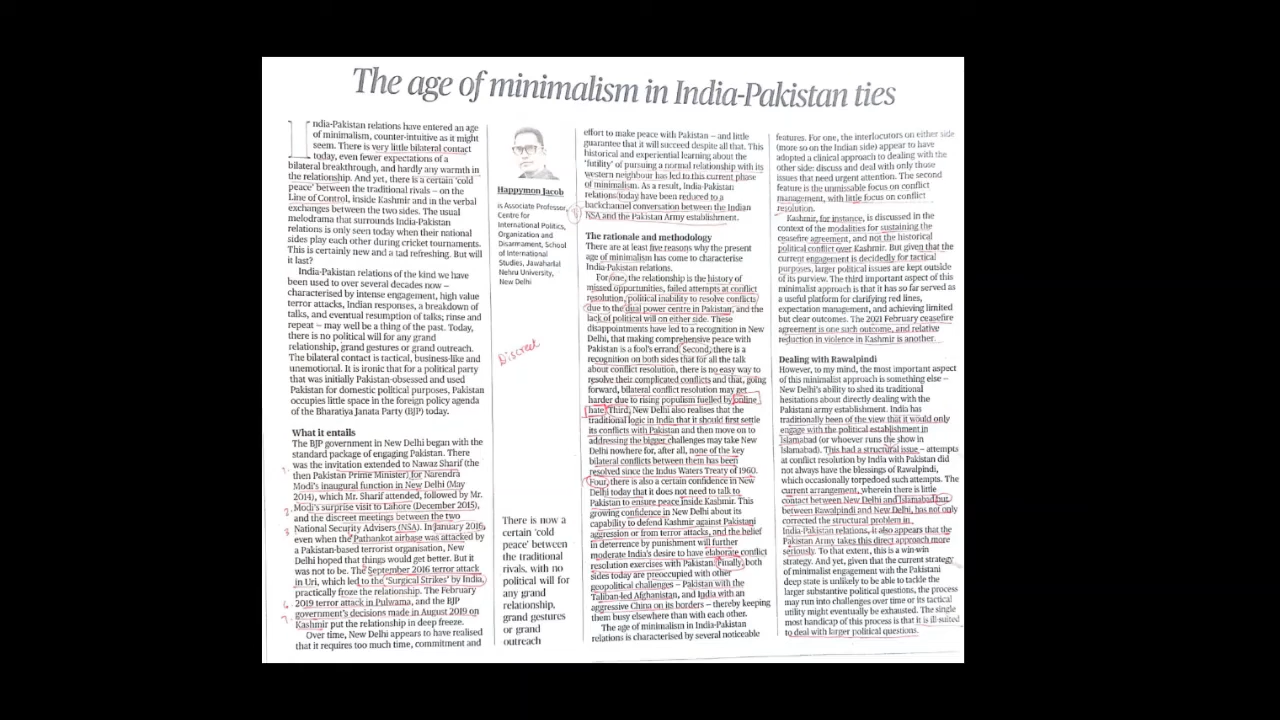 The age of minimalism in India-Pakistan ties
India-Pakistan relations have entered an age
of minimalism, counter-intuitive as it might
seem. There is very little bilateral contact
today, even fewer expectations of a
bilateral breakthrough, and hardly any warmth in
the relationship. And yet, there is a certain ‘cold
peace’ between the traditional rivals – on the
Line of Control, inside Kashmir and in the verbal
exchanges between the two sides. The usual
melodrama that surrounds India-Pakistan
relations is only seen today when their national
sides play each other during cricket tournaments.
This is certainly new and a tad refreshing. But will
it last?
India-Pakistan relations of the kind we have
been used to over several decades now –
characterised by intense engagement, high value
terror attacks, Indian responses, a breakdown of
talks, and eventual resumption of talks; rinse and
repeat – may well be a thing of the past. Today,
there is no political will for any grand
relationship, grand gestures or grand outreach.
The bilateral contact is tactical, business-like and
unemotional. It is ironic that for a political party
that was initially Pakistan-obsessed and used
Pakistan for domestic political purposes, Pakistan
occupies little space in the foreign policy agenda
of the Bharatiya Janata Party (BJP) today.
What it entails
The BJP government in New Delhi began with the
standard package of engaging Pakistan. There
was the invitation extended to Nawaz Sharif (the
then Pakistan Prime Minister) for Narendra
Modi’s inaugural function in New Delhi (May
2014), which Mr. Sharif attended, followed by Mr.
Modi’s surprise visit to Lahore (December 2015),
and the discreet meetings between the two
National Security Advisers (NSA). In January 2016,
even when the Pathankot airbase was attacked by
a Pakistan-based terrorist organisation, New
Delhi hoped that things would get better. But it
was not to be. The September 2016 terror attack
in Uri, which led to the ‘Surgical Strikes’ by India,
practically froze the relationship. The February
2019 terror attack in Pulwama, and the BJP
government’s decisions made in August 2019 on
Kashmir put the relationship in deep freeze.
Over time, New Delhi appears to have realised
that it requires too much time, commitment and
Happymon Jacob
is Associate Professor,
Centre for
International Politics,
Organization and
Disarmament, School
of International
Studies, Jawaharlal
Nehru University,
New Delhi
Discreet
There is now a
certain ‘cold
peace’ between
the traditional
rivals, with no
political will for
any grand
relationship,
grand gestures
or grand
outreach
effort to make peace with Pakistan – and little
guarantee that it will succeed despite all that. This
historical and experiential learning about the
‘futility’ of pursuing a normal relationship with its
western neighbour has led to this current phase
of minimalism. As a result, India-Pakistan
relations today have been reduced to a
backchannel conversation between the Indian
NSA and the Pakistan Army establishment.
The rationale and methodology
There are at least five reasons why the present
age of minimalism has come to characterise
India-Pakistan relations.
For one, the relationship is the history of
missed opportunities, failed attempts at conflict
resolution, political inability to resolve conflicts
due to the dual power centre in Pakistan, and the
lack of political will on either side. These
disappointments have led to a recognition in New
Delhi, that making comprehensive peace with
Pakistan is a fool’s errand. Second, there is a
recognition on both sides that for all the talk
about conflict resolution, there is no easy way to
resolve their complicated conflicts and that, going
forward, bilateral conflict resolution may get
harder due to rising populism fuelled by online
hate. Third, New Delhi also realises that the
traditional logic in India that it should first settle
its conflicts with Pakistan and then move on to
addressing the bigger challenges may take New
Delhi nowhere for, after all, none of the key
bilateral conflicts between them has been
resolved since the Indus Waters Treaty of 1960.
Four, there is also a certain confidence in New
Delhi today that it does not need to talk to
Pakistan to ensure peace inside Kashmir. This
growing confidence in New Delhi about its
capability to defend Kashmir against Pakistani
aggression or from terror attacks, and the belief
in deterrence by punishment will further
moderate India’s desire to have elaborate conflict
resolution exercises with Pakistan. Finally, both
sides today are preoccupied with other
geopolitical challenges – Pakistan with the
Taliban-led Afghanistan, and India with an
aggressive China on its borders – thereby keeping
them busy elsewhere than with each other.
The age of minimalism in India-Pakistan
relations is characterised by several noticeable
features. For one, the interlocutors on either side
(more so on the Indian side) appear to have
adopted a clinical approach to dealing with the
other side: discuss and deal with only those
issues that need urgent attention. The second
feature is the unmissable focus on conflict
management, with little focus on conflict
resolution.
Kashmir, for instance, is discussed in the
context of the modalities for sustaining the
ceasefire agreement, and not the historical
political conflict over Kashmir. But given that the
current engagement is decidedly for tactical
purposes, larger political issues are kept outside
of its purview. The third important aspect of this
minimalist approach is that it has so far served as
a useful platform for clarifying red lines,
expectation management, and achieving limited
but clear outcomes. The 2021 February ceasefire
agreement is one such outcome, and relative
reduction in violence in Kashmir is another.
Dealing with Rawalpindi
However, to my mind, the most important aspect
of this minimalist approach is something else –
New Delhi’s ability to shed its traditional
hesitations about directly dealing with the
Pakistani army establishment. India has
traditionally been of the view that it would only
engage with the political establishment in
Islamabad (or whoever runs the show in
Islamabad). This had a structural issue – attempts
at conflict resolution by India with Pakistan did
not always have the blessings of Rawalpindi,
which occasionally torpedoed such attempts. The
current arrangement, wherein there is little
contact between New Delhi and Islamabad but
between Rawalpindi and New Delhi, has not only
corrected the structural problem in
India-Pakistan relations, it also appears that the
Pakistan Army takes this direct approach more
seriously. To that extent, this is a win-win
strategy. And yet, given that the current strategy
of minimalist engagement with the Pakistani
deep state is unlikely to be able to tackle the
larger substantive political questions, the process
may run into challenges over time or its tactical
utility might eventually be exhausted. The single
most handicap of this process is that it is ill-suited
to deal with larger political questions.